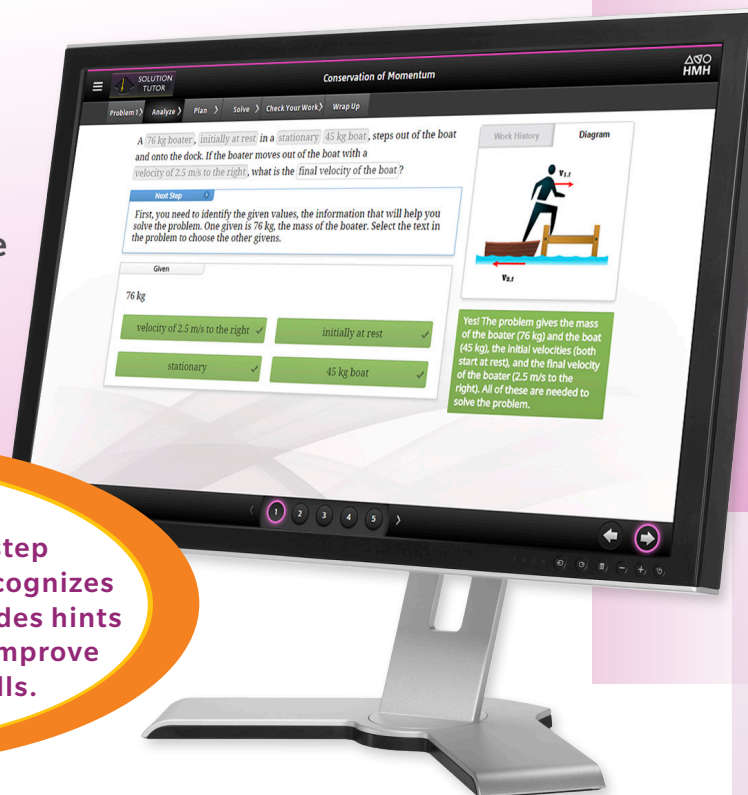 SOLUTION
TUTOR
Conservation of Momentum
HMH
Problem 1 Analyze Plan Solve Check Your Work Wrap Up
A 76 kg boater, initially at rest in a stationary 45 kg boat, steps out of the boat
and onto the dock. If the boater moves out of the boat with a
velocity of 2.5 m/s to the right, what is the final velocity of the boat?
Next Step
First, you need to identify the given values, the information that will help you
solve the problem. One given is 76 kg, the mass of the boater. Select the text in
the problem to choose the other givens.
Given
76 kg
velocity of 2.5 m/s to the right
initially at rest
stationary
45 kg boat
Work History
Diagram
v1,f
v2,f
Yes! The problem gives the mass
of the boater (76 kg) and the boat
(45 kg), the initial velocities (both
start at rest), and the final velocity
of the boater (2.5 m/s to the
right). All of these are needed to
solve the problem.
1 2 3 4 5
e
step
cognizes
des hints
mprove
lls.